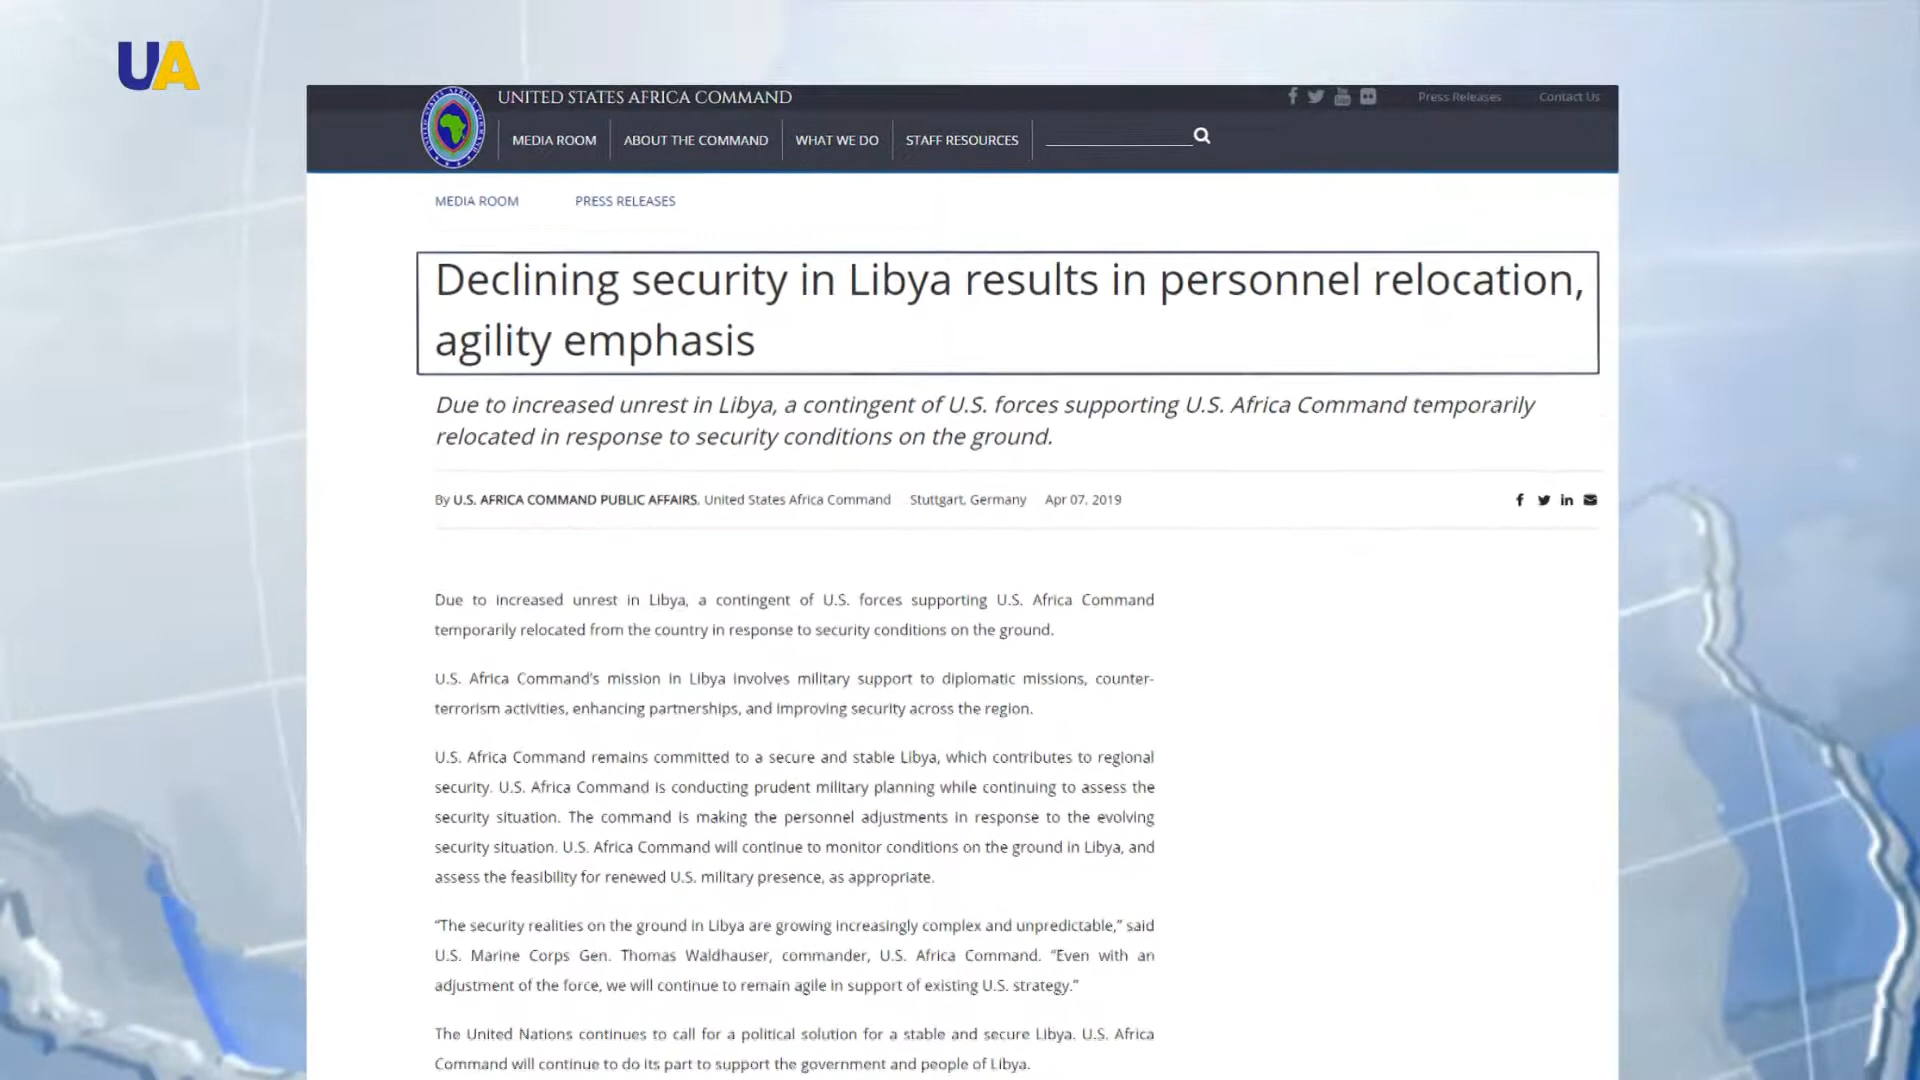 UA
UNITED STATES AFRICA COMMAND
Press Releases Contact Us
MEDIA ROOM ABOUT THE COMMAND WHAT WE DO STAFF RESOURCES
MEDIA ROOM PRESS RELEASES
Declining security in Libya results in personnel relocation,
agility emphasis
Due to increased unrest in Libya, a contingent of U.S. forces supporting U.S. Africa Command temporarily
relocated in response to security conditions on the ground.
By U.S. AFRICA COMMAND PUBLIC AFFAIRS, United States Africa Command Stuttgart, Germany Apr 07, 2019
Due to increased unrest in Libya, a contingent of U.S. forces supporting U.S. Africa Command
temporarily relocated from the country in response to security conditions on the ground.
U.S. Africa Command's mission in Libya involves military support to diplomatic missions, counter-
terrorism activities, enhancing partnerships, and improving security across the region.
U.S. Africa Command remains committed to a secure and stable Libya, which contributes to regional
security. U.S. Africa Command is conducting prudent military planning while continuing to assess the
security situation. The command is making the personnel adjustments in response to the evolving
security situation. U.S. Africa Command will continue to monitor conditions on the ground in Libya, and
assess the feasibility for renewed U.S. military presence, as appropriate.
“The security realities on the ground in Libya are growing increasingly complex and unpredictable,” said
U.S. Marine Corps Gen. Thomas Waldhauser, commander, U.S. Africa Command. “Even with an
adjustment of the force, we will continue to remain agile in support of existing U.S. strategy.”
The United Nations continues to call for a political solution for a stable and secure Libya. U.S. Africa
Command will continue to do its part to support the government and people of Libya.